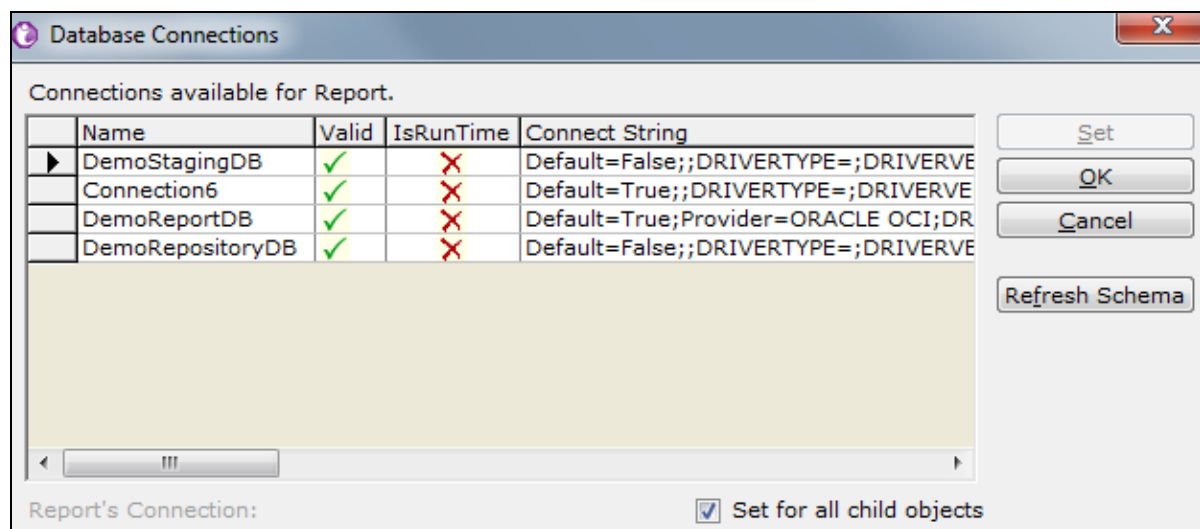 Database Connections
Connections available for Report.
Name Valid IsRunTime Connect String
DemoStagingDB Default=False;;DRIVERTYPE=;DRIVERVE
Connection6 Default=True;;DRIVERTYPE=;DRIVERVE
DemoReportDB Default=True;Provider=ORACLE OCI;DR
DemoRepositoryDB Default=False;;DRIVERTYPE=;DRIVERVE
Set
OK
Cancel
Refresh Schema
Report's Connection:
Set for all child objects